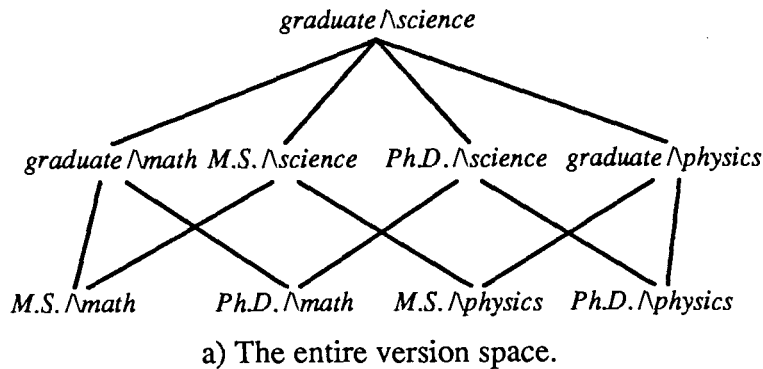 graduate /\science
graduate /\math M.S. /\science Ph.D. /\science graduate /\physics
M.S. /\math Ph.D. /\math M.S. /\physics Ph.D. /\physics
a) The entire version space.